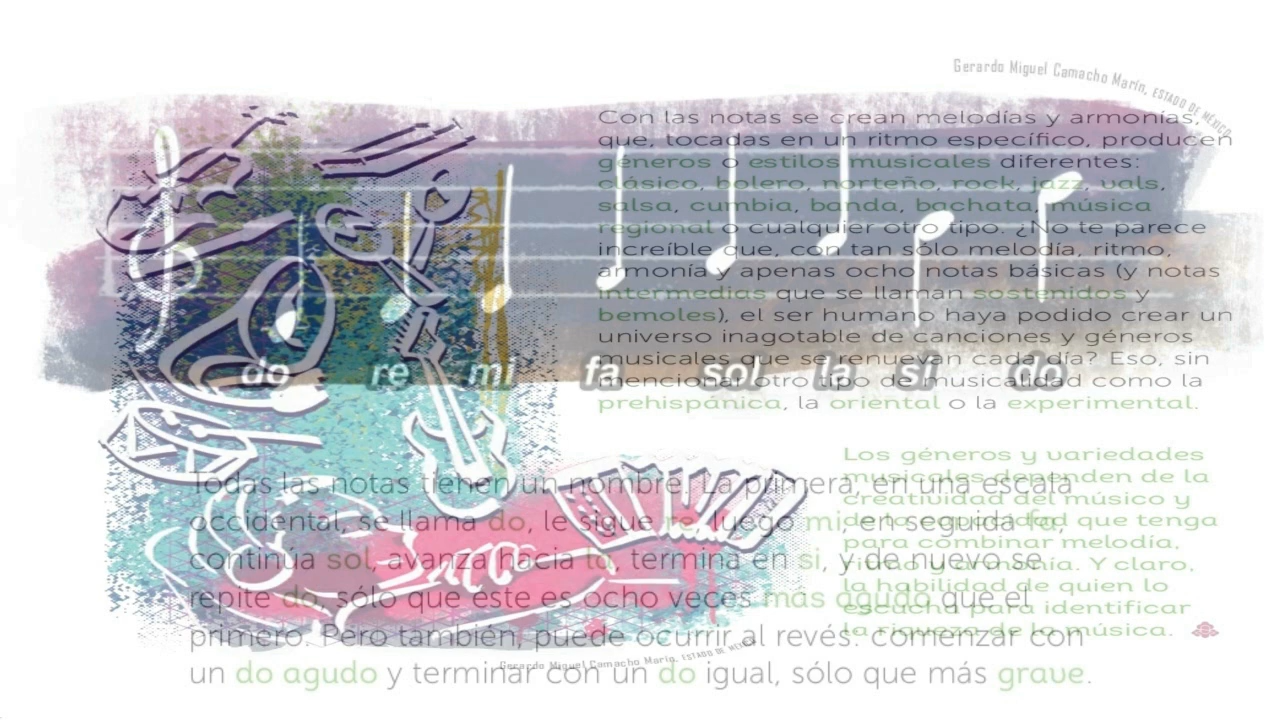 Gerardo Miguel Camacho Marín, ESTADO DE MÉXICO
Con las notas se crean melodías y armonías,
que, tocadas en un ritmo específico, producen
géneros o estilos musicales diferentes:
clásico, bolero, norteño, rock, jazz, vals,
salsa, cumbia, banda, bachata, música
regional o cualquier otro tipo. ¿No te parece
increíble que, con tan sólo melodía, ritmo,
armonía y apenas ocho notas básicas (y notas
intermedias que se llaman sostenidos y
bemoles), el ser humano haya podido crear un
universo inagotable de canciones y géneros
musicales que se renuevan cada día? Eso, sin
mencionar otro tipo de musicalidad como la
prehispánica, la oriental o la experimental.
do re mi fa sol la si do
Los géneros y variedades
musicales dependen de la
creatividad del músico y
de la capacidad que tenga
para combinar melodía,
ritmo y armonía. Y claro,
la habilidad de quien lo
escucha para identificar
la riqueza de la música.
Todas las notas tienen un nombre. La primera, en una escala
occidental, se llama do, le sigue re, luego mi, en seguida fa,
continúa sol, avanza hacia la, termina en si, y de nuevo se
repite do, sólo que éste es ocho veces más agudo que el
primero. Pero también, puede ocurrir al revés: comenzar con
un do agudo y terminar con un do igual, sólo que más grave.
Gerardo Miguel Camacho Marín, ESTADO DE MÉXICO